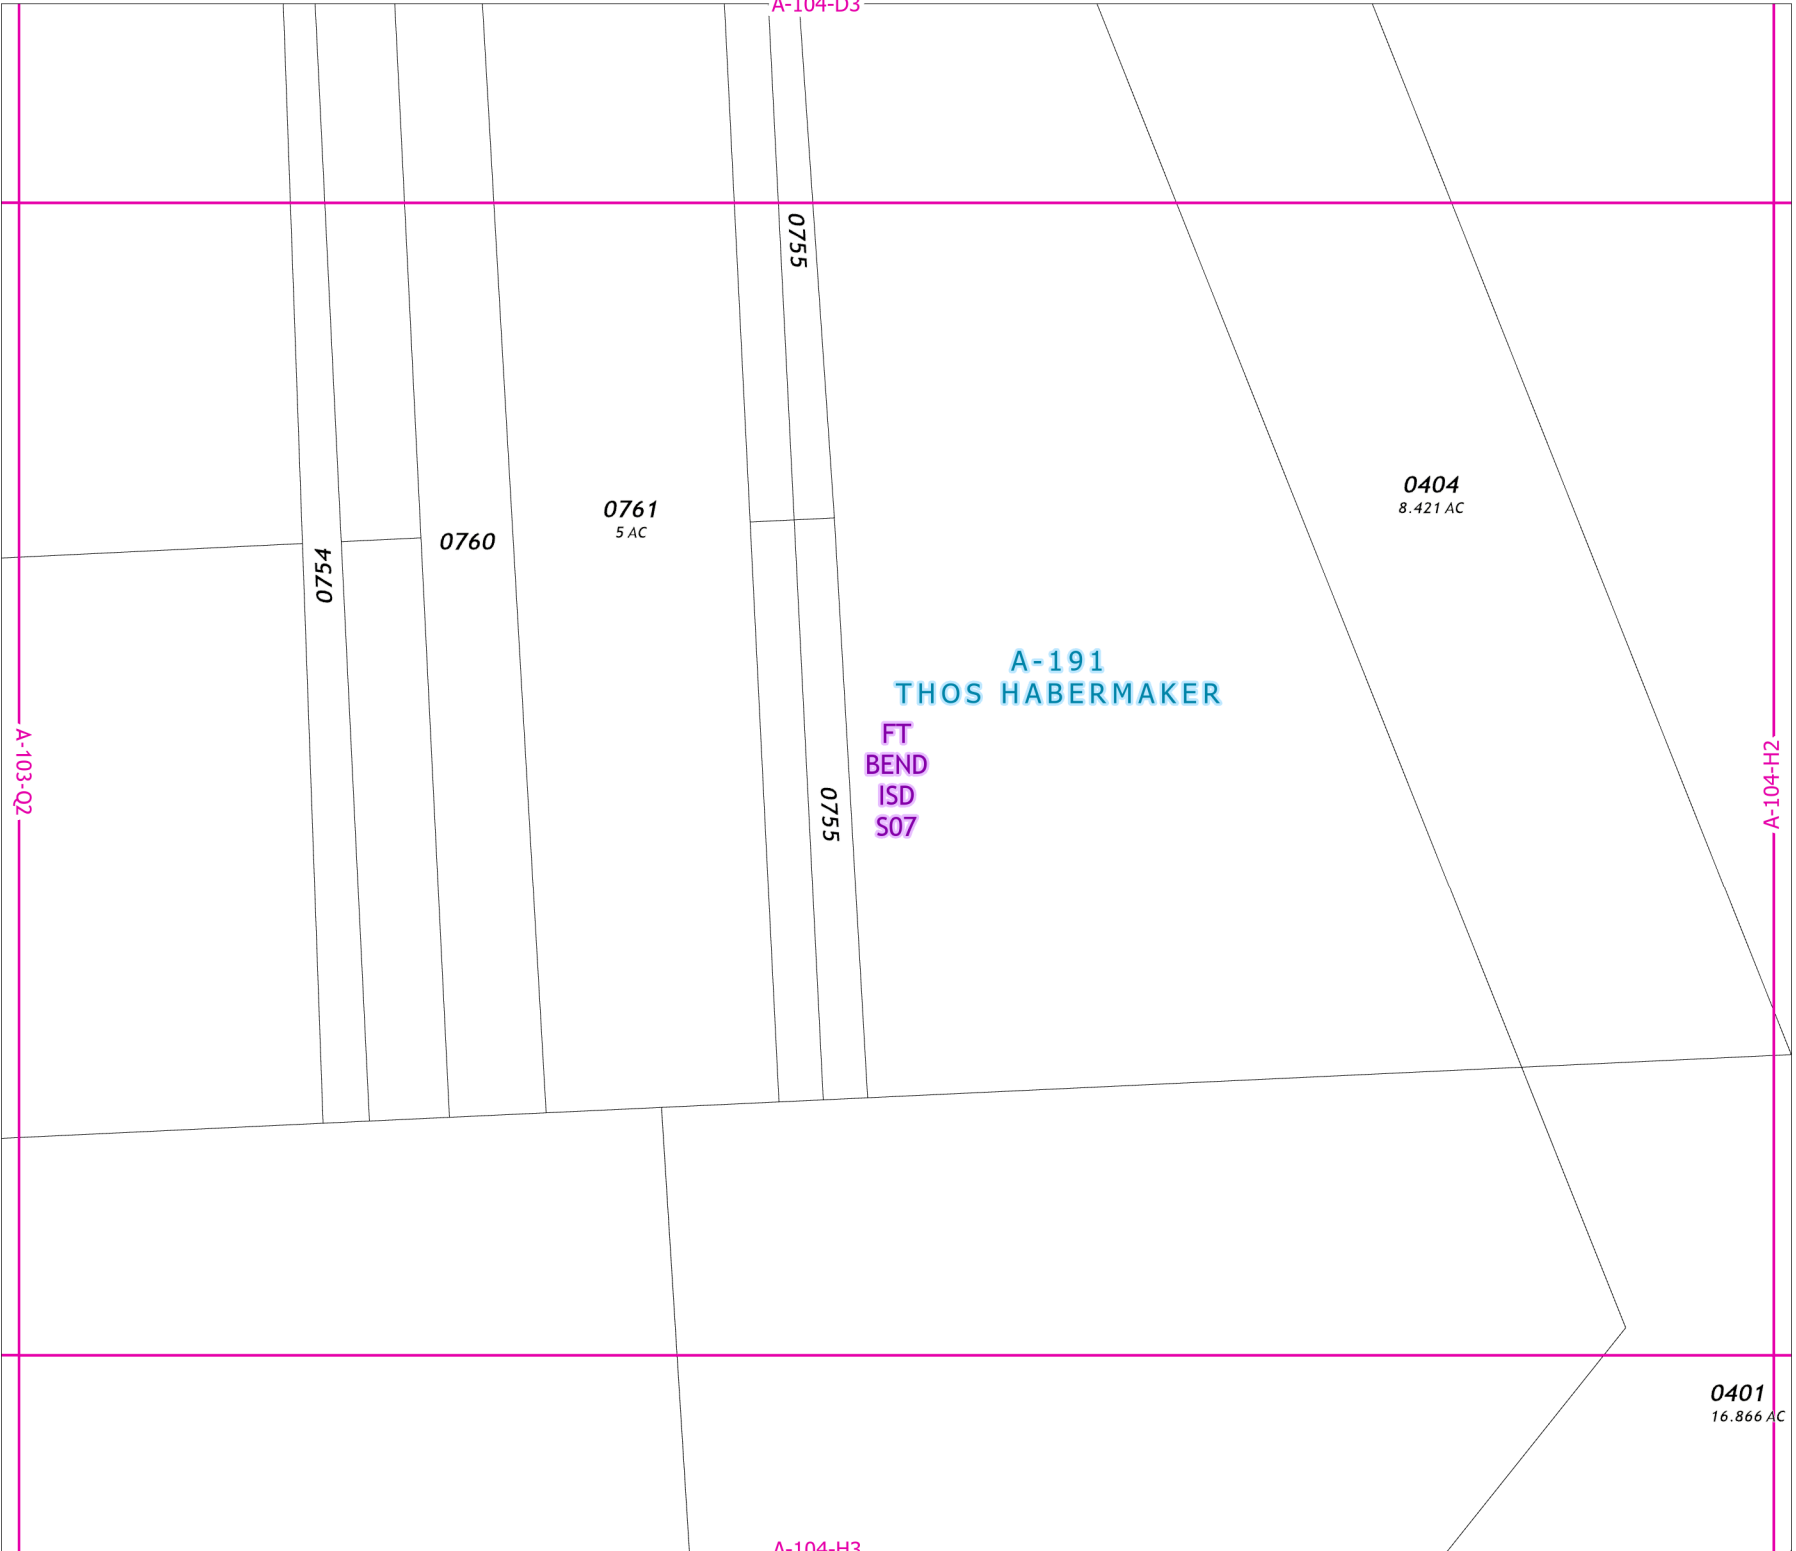 A-104-D3
0755
0404
8.421 AC
0761
5 AC
0760
0754
A-191
THOS HABERMAKER
FT
BEND
ISD
S07
A-103-Q2
A-104-H2
0755
0401
16.866 AC
A-104-H3